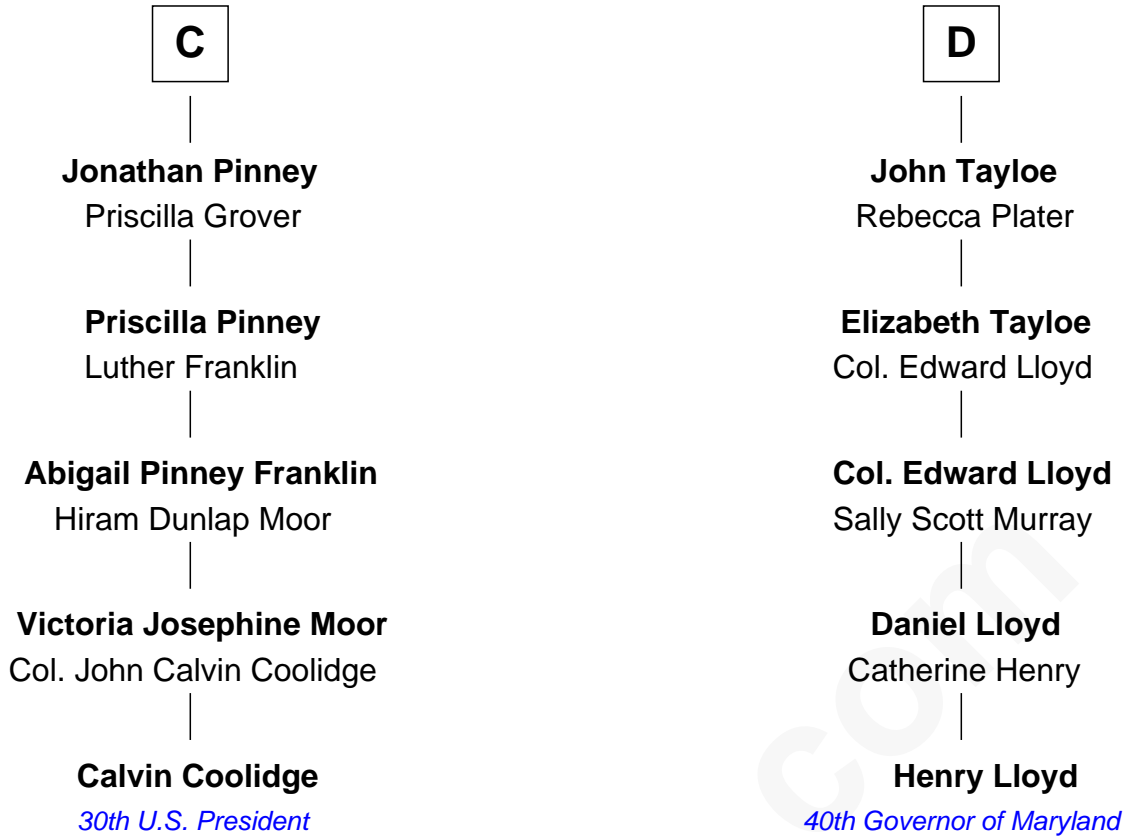 C
Jonathan Pinney
Priscilla Grover
Priscilla Pinney
Luther Franklin
Abigail Pinney Franklin
Hiram Dunlap Moor
Victoria Josephine Moor
Col. John Calvin Coolidge
Calvin Coolidge
30th U.S. President
D
John Tayloe
Rebecca Plater
Elizabeth Tayloe
Col. Edward Lloyd
Col. Edward Lloyd
Sally Scott Murray
Daniel Lloyd
Catherine Henry
Henry Lloyd
40th Governor of Maryland
com